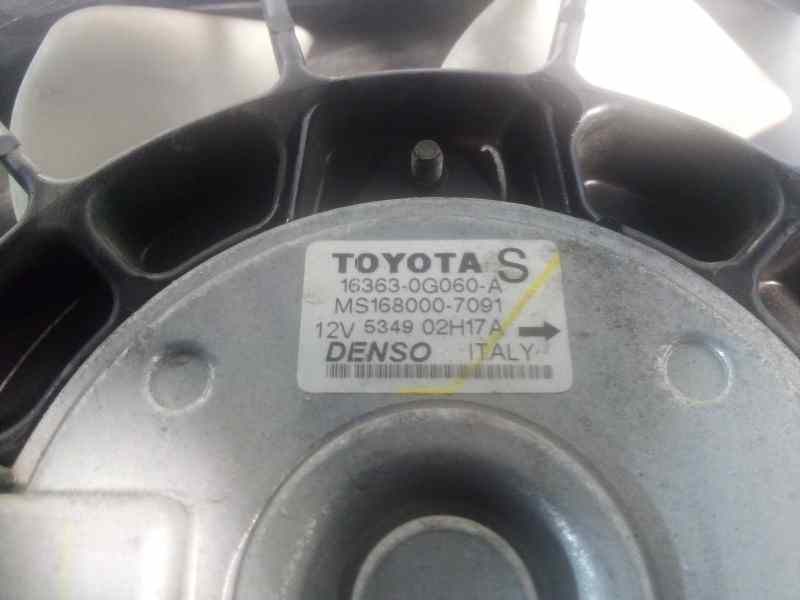 TOYOTA S
16363-0G060-A
MS168000-7091
12V 5349 02H17A
DENSO ITALY